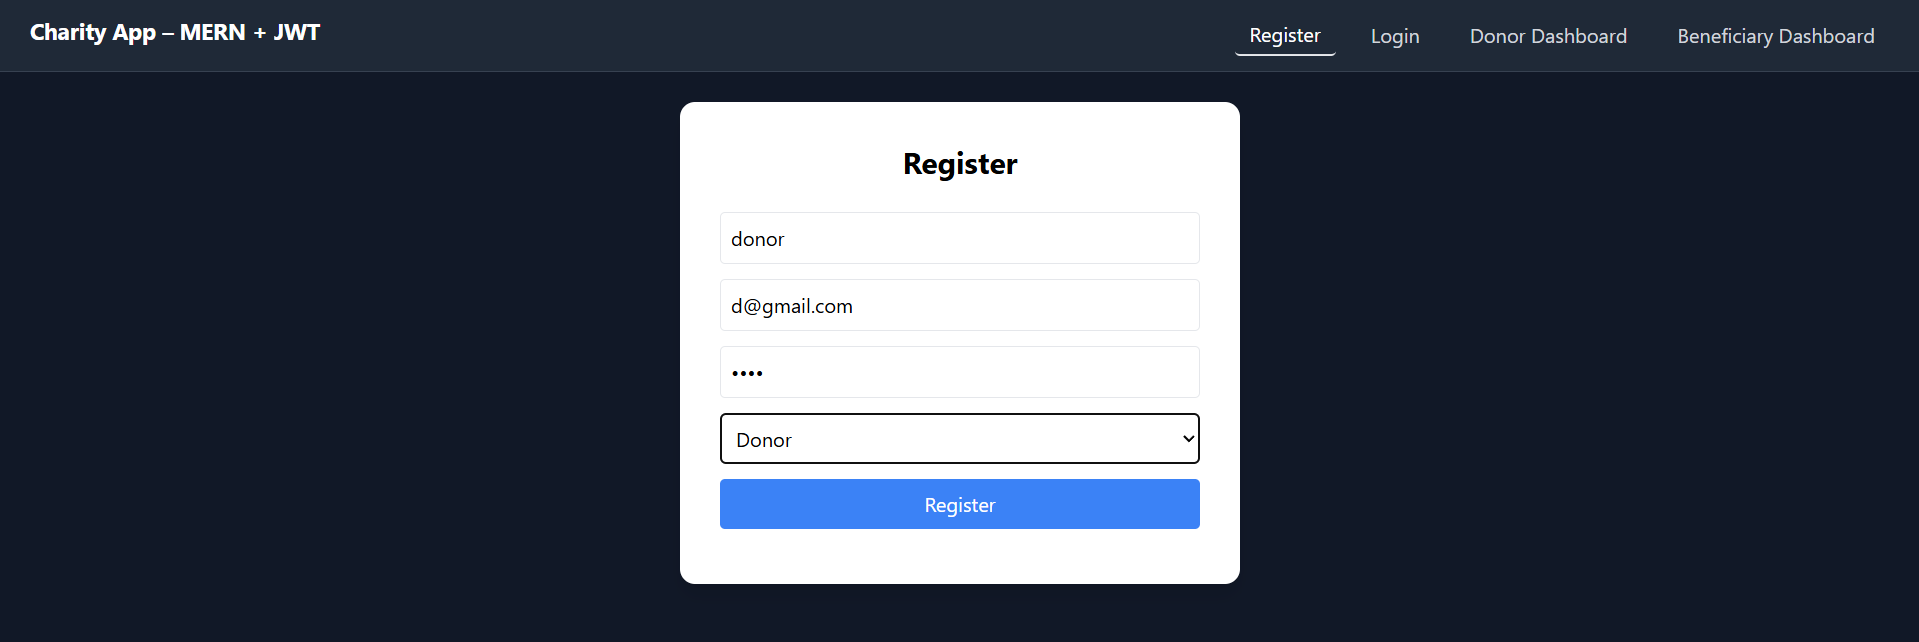 Charity App – MERN + JWT
Register Login Donor Dashboard Beneficiary Dashboard
Register
donor
d@gmail.com
••••
Donor
Register